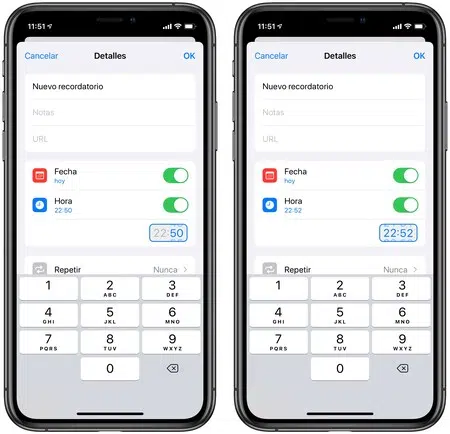 11:51
Cancelar Detalles OK
Nuevo recordatorio
Notas
URL
Fecha
hoy
Hora
22:50
22:50
Repetir Nunca
1 2 3
ABC DEF
4 5 6
GHI JKL MNO
7 8 9
PQRS TUV WXYZ
0
11:51
Cancelar Detalles OK
Nuevo recordatorio
Notas
URL
Fecha
hoy
Hora
22:52
22:52
Repetir Nunca
1 2 3
ABC DEF
4 5 6
GHI JKL MNO
7 8 9
PQRS TUV WXYZ
0